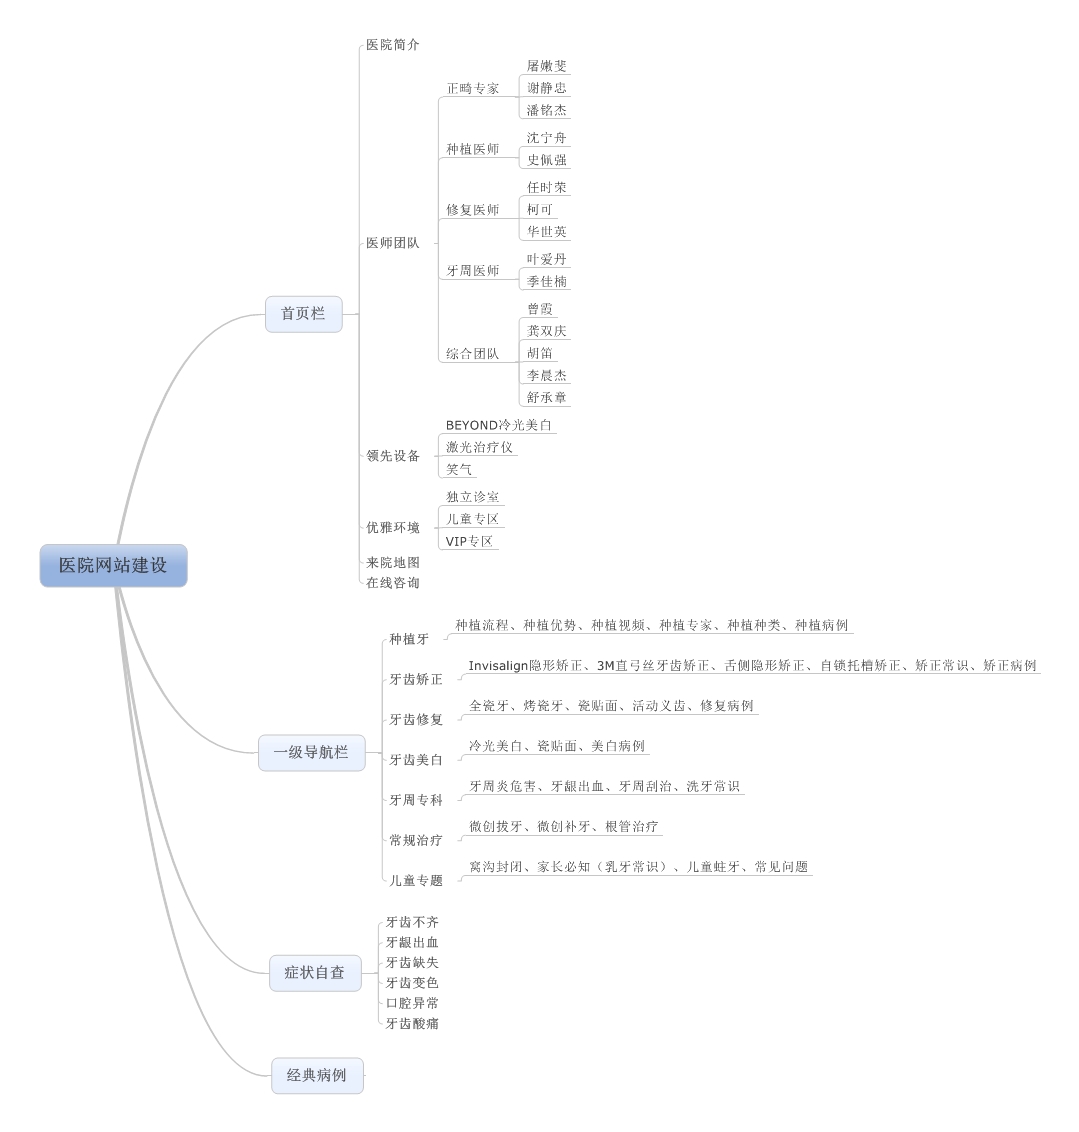 医院网站建设
首页栏
医院简介
医师团队
正畸专家
屠嫩斐
谢静忠
潘铭杰
种植医师
沈宁舟
史佩强
修复医师
任时荣
柯可
华世英
牙周医师
叶爱丹
季佳楠
综合团队
曾霞
龚双庆
胡笛
李晨杰
舒承章
领先设备
BEYOND冷光美白
激光治疗仪
笑气
优雅环境
独立诊室
儿童专区
VIP专区
来院地图
在线咨询
一级导航栏
种植牙
种植流程、种植优势、种植视频、种植专家、种植种类、种植病例
牙齿矫正
Invisalign隐形矫正、3M直弓丝牙齿矫正、舌侧隐形矫正、自锁托槽矫正、矫正常识、矫正病例
牙齿修复
全瓷牙、烤瓷牙、瓷贴面、活动义齿、修复病例
牙齿美白
冷光美白、瓷贴面、美白病例
牙周专科
牙周炎危害、牙龈出血、牙周刮治、洗牙常识
常规治疗
微创拔牙、微创补牙、根管治疗
儿童专题
窝沟封闭、家长必知（乳牙常识）、儿童蛀牙、常见问题
症状自查
牙齿不齐
牙龈出血
牙齿缺失
牙齿变色
口腔异常
牙齿酸痛
经典病例